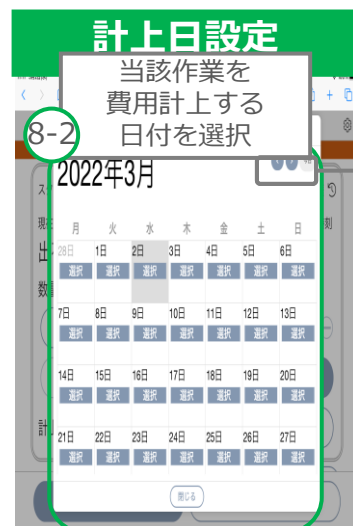 計上日設定
当該作業を
費用計上する
8-2 日付を選択
2022年3月
月 火 水 木 金 土 日
28日 1日 2日 3日 4日 5日 6日
選択 選択 選択 選択 選択 選択 選択
7日 8日 9日 10日 11日 12日 13日
選択 選択 選択 選択 選択 選択 選択
14日 15日 16日 17日 18日 19日 20日
選択 選択 選択 選択 選択 選択 選択
21日 22日 23日 24日 25日 26日 27日
選択 選択 選択 選択 選択 選択 選択
閉じる